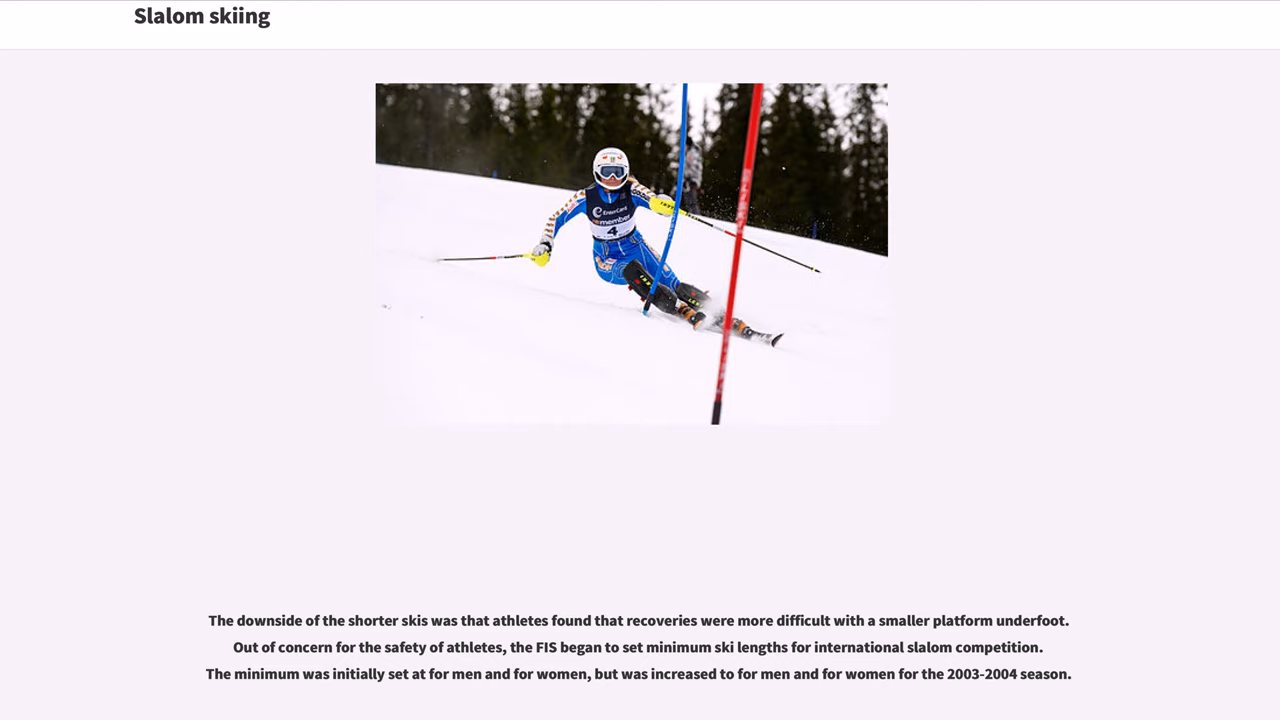 Slalom skiing
EnterCard
member
4
The downside of the shorter skis was that athletes found that recoveries were more difficult with a smaller platform underfoot.
Out of concern for the safety of athletes, the FIS began to set minimum ski lengths for international slalom competition.
The minimum was initially set at for men and for women, but was increased to for men and for women for the 2003-2004 season.